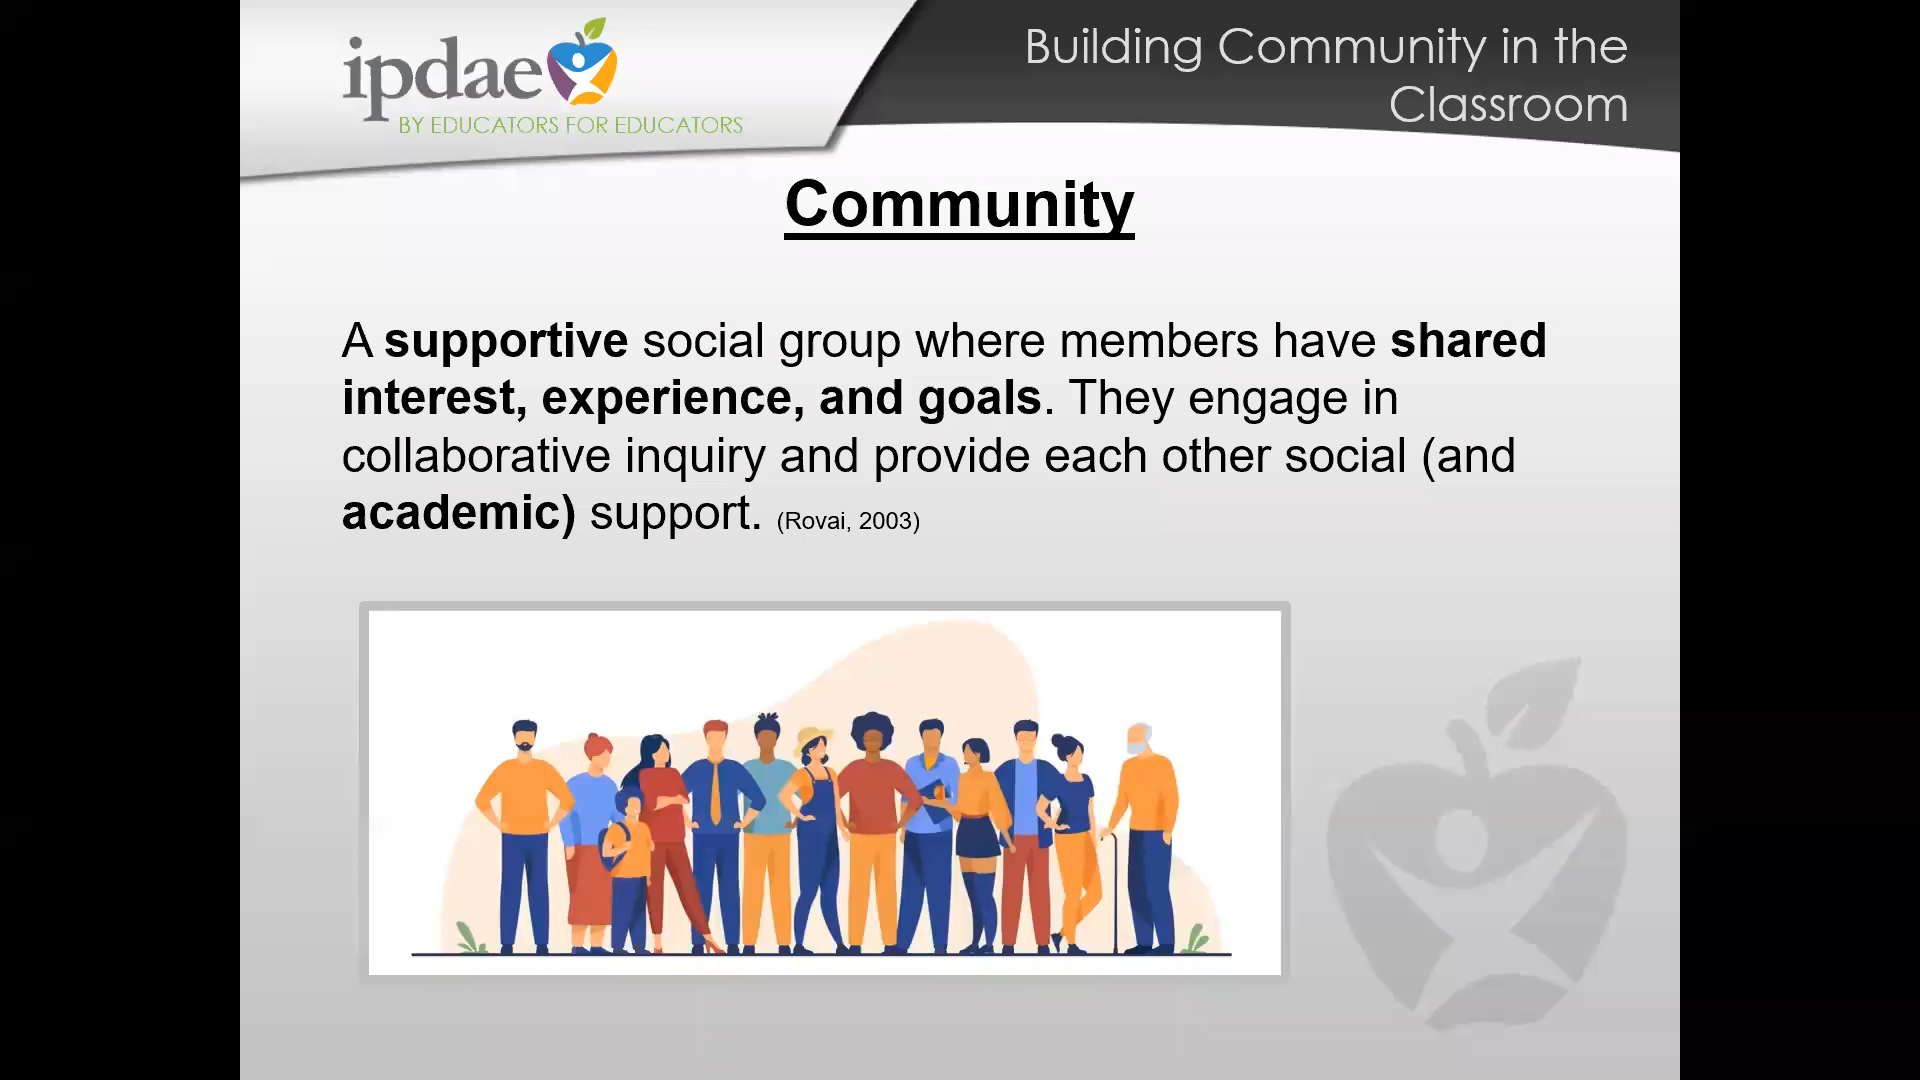 ipdae
BY EDUCATORS FOR EDUCATORS
Building Community in the
Classroom
Community
A supportive social group where members have shared
interest, experience, and goals. They engage in
collaborative inquiry and provide each other social (and
academic) support. (Rovai, 2003)